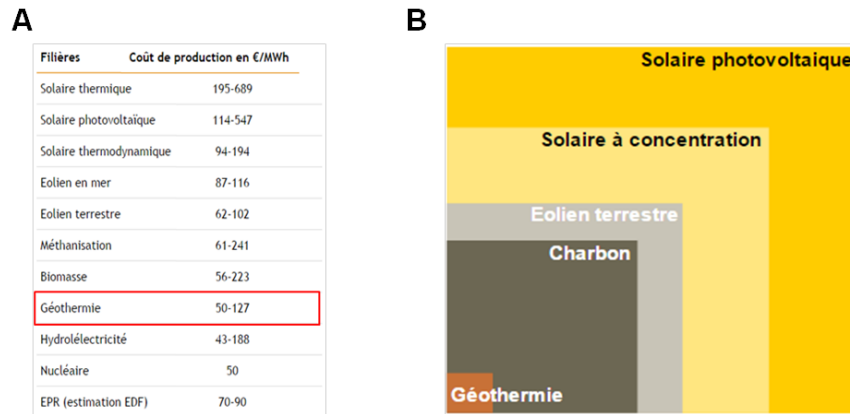 A
Filières Coût de production en €/MWh
Solaire thermique 195-689
Solaire photovoltaïque 114-547
Solaire thermodynamique 94-194
Eolien en mer 87-116
Eolien terrestre 62-102
Méthanisation 61-241
Biomasse 56-223
Géothermie 50-127
Hydrolélectricité 43-188
Nucléaire 50
EPR (estimation EDF) 70-90
B
Solaire photovoltaique
Solaire à concentration
Eolien terrestre
Charbon
Géothermie